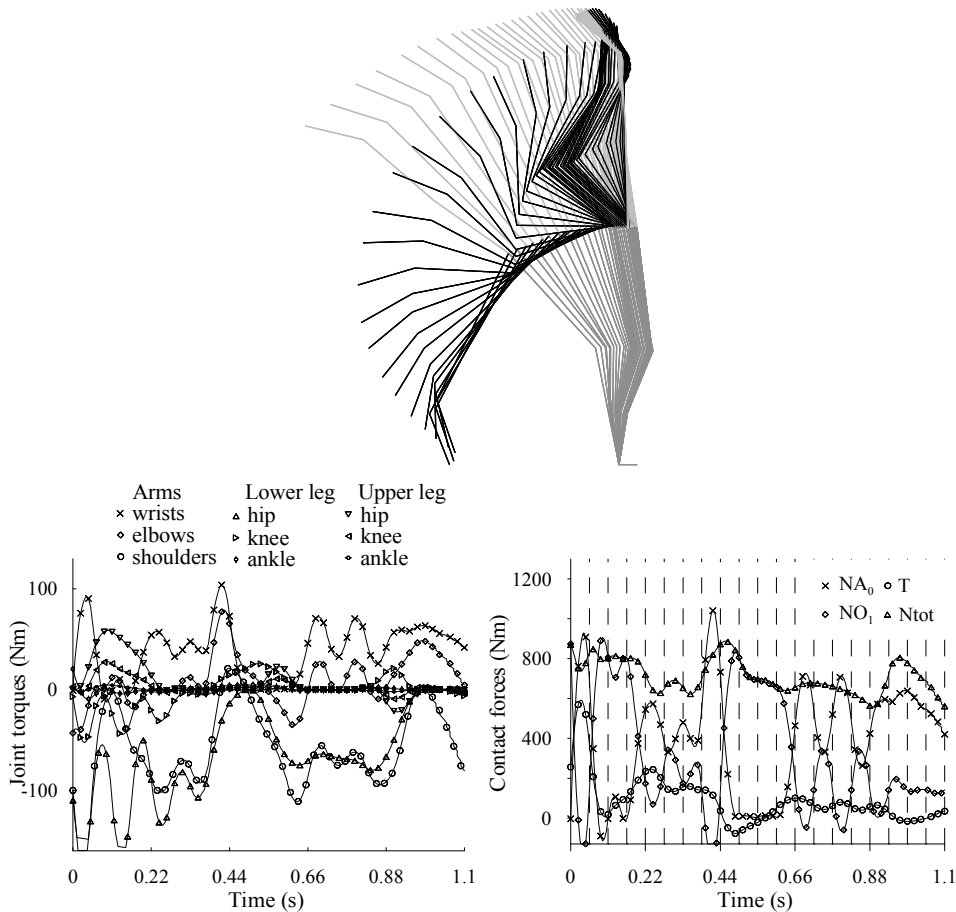 Arms Lower leg Upper leg
wrists hip hip
elbows knee knee
shoulders ankle ankle
100
0
-100
Joint torques (Nm)
0 0.22 0.44 0.66 0.88 1.1
Time (s)
1200
800
400
0
Contact forces (Nm)
NA0 T
NO1 Ntot
0 0.22 0.44 0.66 0.88 1.1
Time (s)